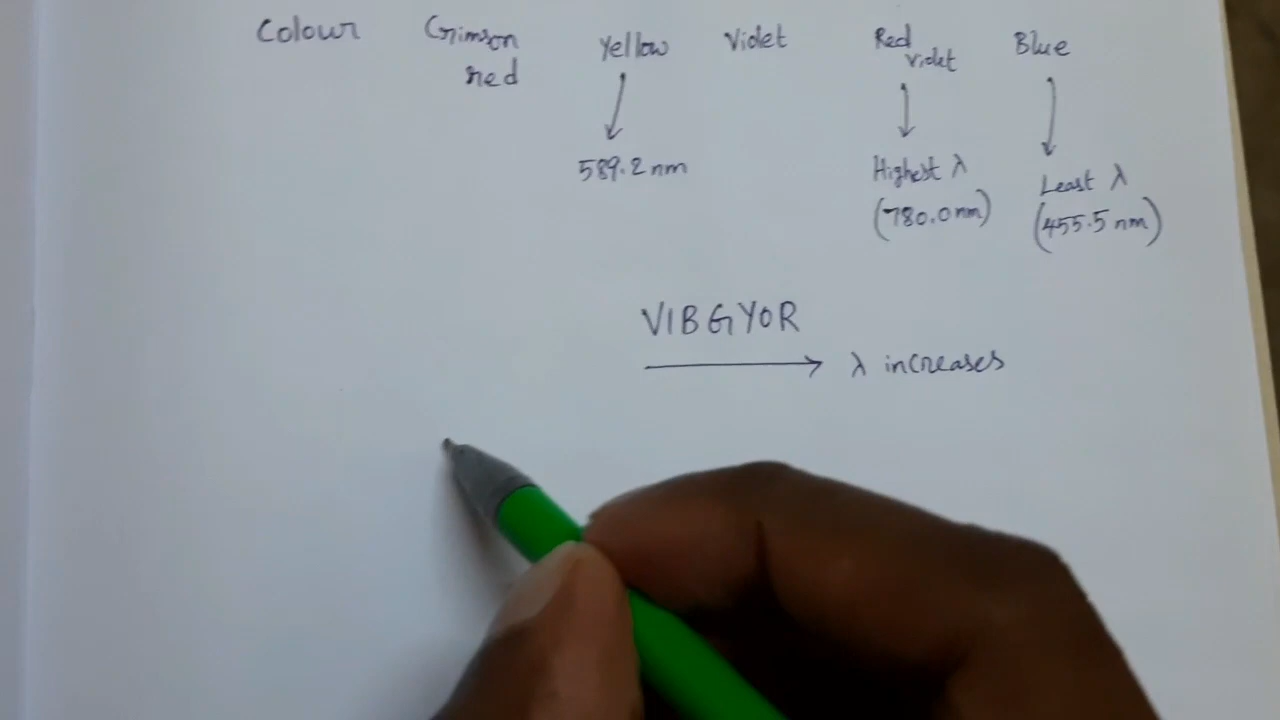 Colour Crimson red Yellow Violet Red violet Blue
589.2 nm Highest λ (780.0 nm) Least λ (455.5 nm)
VIBGYOR
λ increases